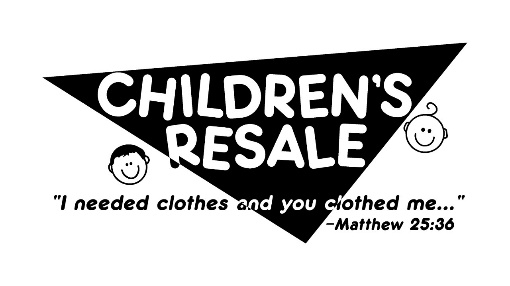 CHILDREN'S
RESALE
"I needed clothes and you clothed me..."
-Matthew 25:36